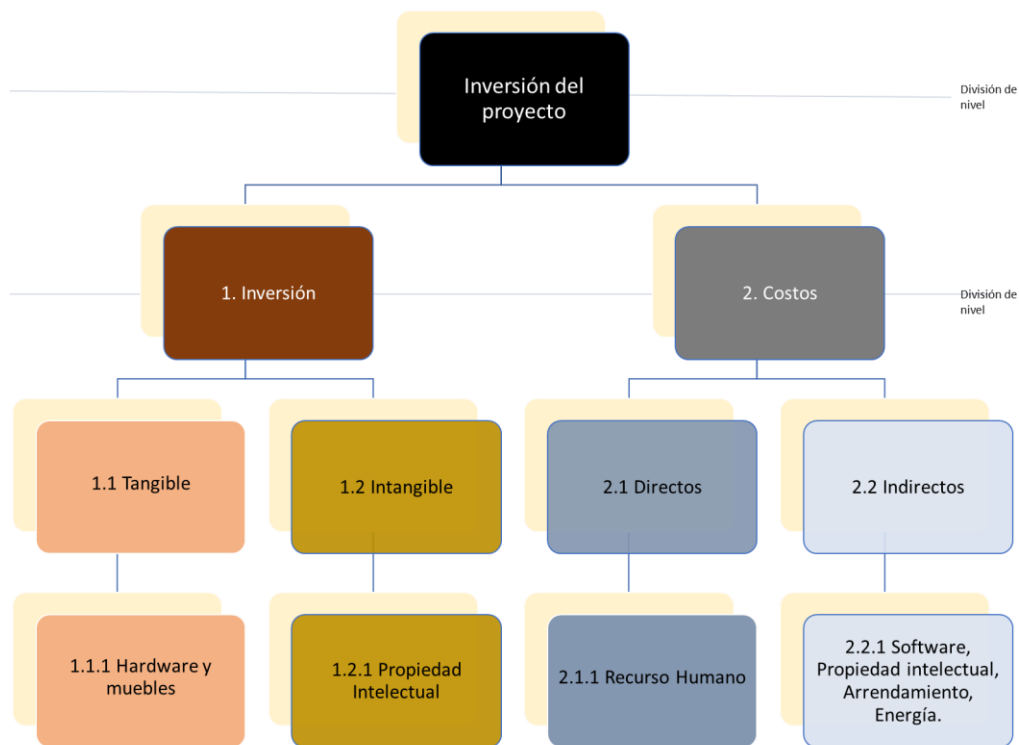 Inversión del
proyecto
División de
nivel
1. Inversión
2. Costos
División de
nivel
1.1 Tangible
1.2 Intangible
2.1 Directos
2.2 Indirectos
1.1.1 Hardware y
muebles
1.2.1 Propiedad
Intelectual
2.1.1 Recurso Humano
2.2.1 Software,
Propiedad intelectual,
Arrendamiento,
Energía.